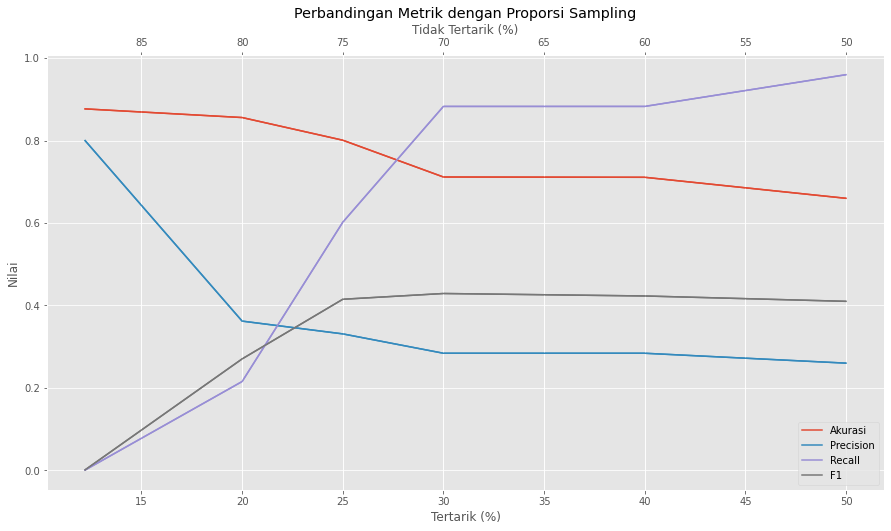 Perbandingan Metrik dengan Proporsi Sampling
Tidak Tertarik (%)
85 80 75 70 65 60 55 50
1.0
0.8
0.6
0.4
0.2
0.0
Nilai
Akurasi
Precision
Recall
F1
15 20 25 30 35 40 45 50
Tertarik (%)